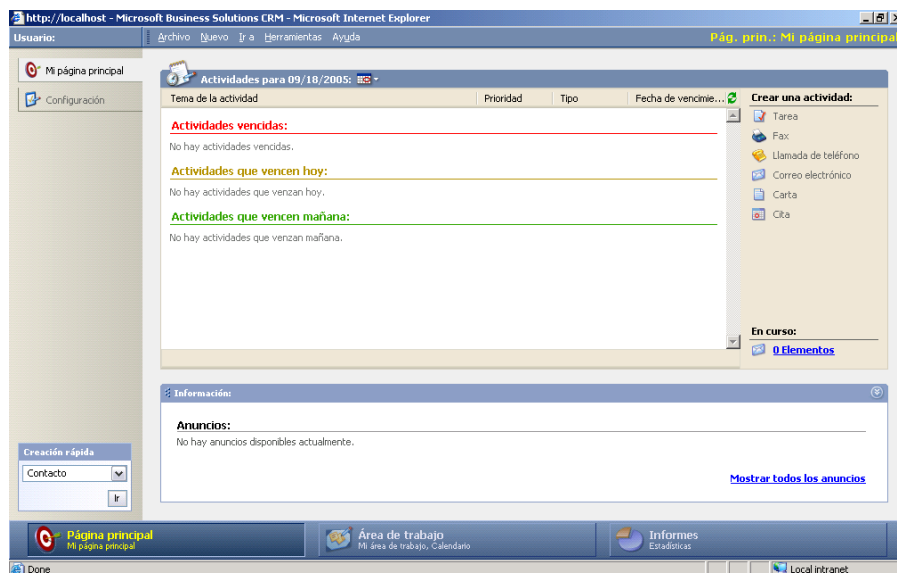 http://localhost - Microsoft Business Solutions CRM - Microsoft Internet Explorer
Usuario:
Archivo Nuevo Ir a Herramientas Ayuda
Pág. prin.: Mi página principal
Mi página principal
Configuración
Actividades para 09/18/2005:
Tema de la actividad Prioridad Tipo Fecha de vencimie...
Actividades vencidas:
No hay actividades vencidas.
Actividades que vencen hoy:
No hay actividades que venzan hoy.
Actividades que vencen mañana:
No hay actividades que venzan mañana.
Crear una actividad:
Tarea
Fax
Llamada de teléfono
Correo electrónico
Carta
Cita
En curso:
0 Elementos
Información:
Anuncios:
No hay anuncios disponibles actualmente.
Mostrar todos los anuncios
Creación rápida
Contacto
Ir
Página principal
Mi página principal
Área de trabajo
Mi área de trabajo, Calendario
Informes
Estadísticas
Done
Local intranet